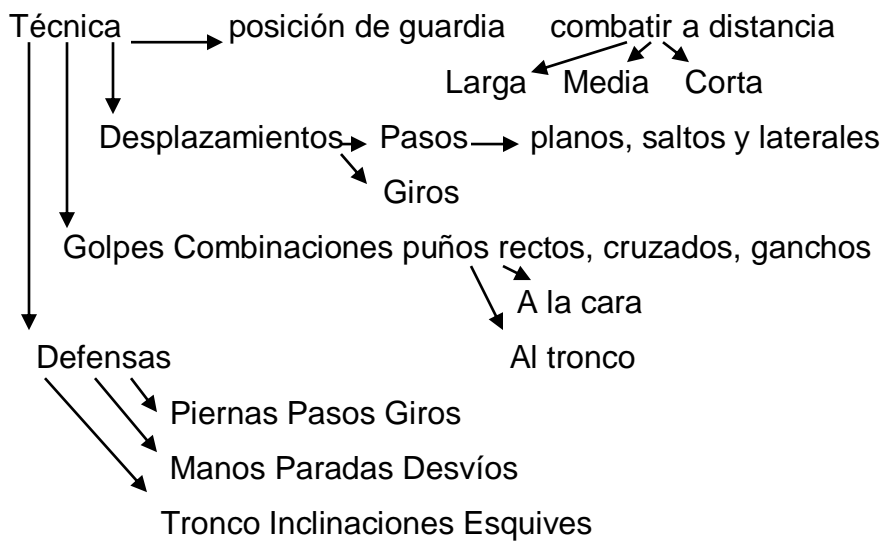 Técnica posición de guardia combatir a distancia
Larga Media Corta
Desplazamientos Pasos planos, saltos y laterales
Giros
Golpes Combinaciones puños rectos, cruzados, ganchos
A la cara
Defensas Al tronco
Piernas Pasos Giros
Manos Paradas Desvíos
Tronco Inclinaciones Esquives